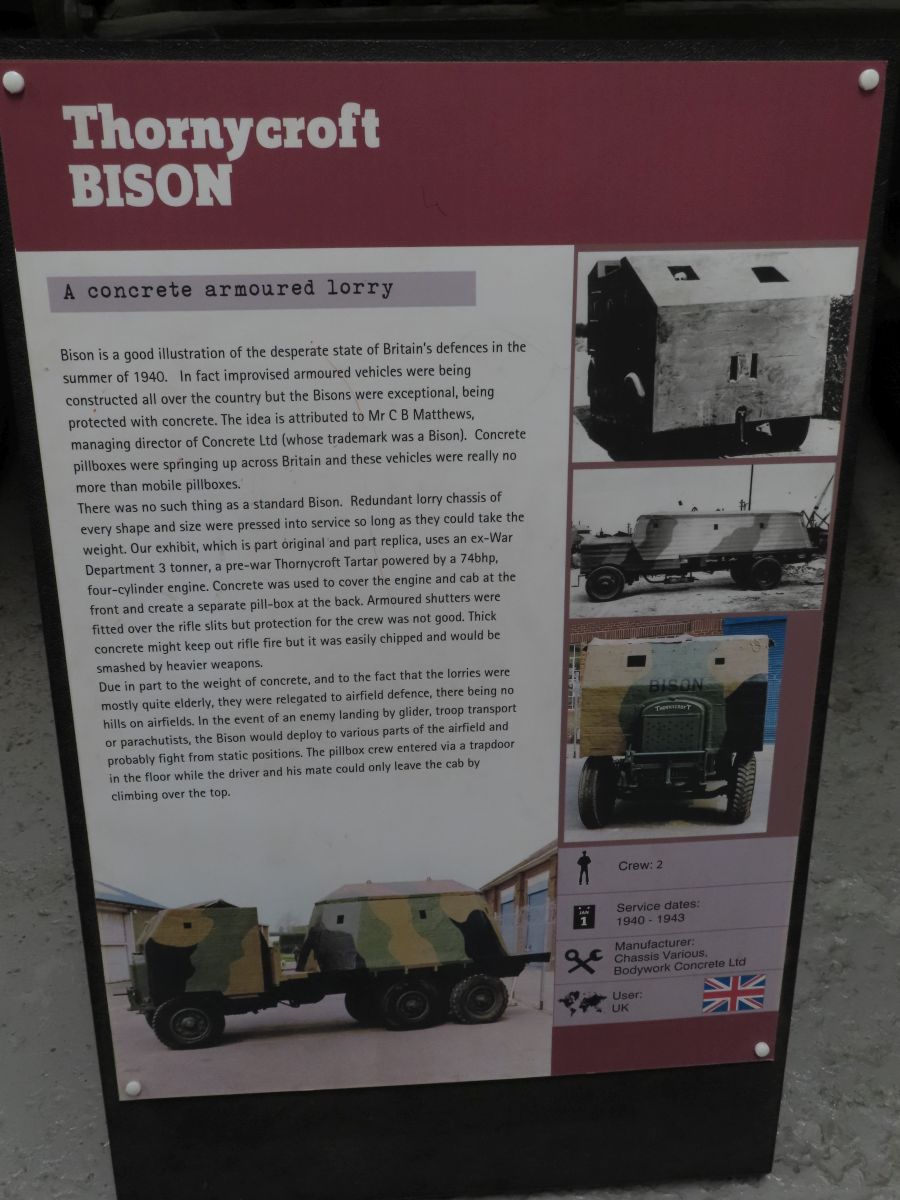 Thornycroft
BISON
A concrete armoured lorry
Bison is a good illustration of the desperate state of Britain's defences in the
summer of 1940. In fact improvised armoured vehicles were being
constructed all over the country but the Bisons were exceptional, being
protected with concrete. The idea is attributed to Mr C B Matthews,
managing director of Concrete Ltd (whose trademark was a Bison). Concrete
pillboxes were springing up across Britain and these vehicles were really no
more than mobile pillboxes.
There was no such thing as a standard Bison. Redundant lorry chassis of
every shape and size were pressed into service so long as they could take the
weight. Our exhibit, which is part original and part replica, uses an ex-War
Department 3 tonner, a pre-war Thornycroft Tartar powered by a 74bhp,
four-cylinder engine. Concrete was used to cover the engine and cab at the
front and create a separate pill-box at the back. Armoured shutters were
fitted over the rifle slits but protection for the crew was not good. Thick
concrete might keep out rifle fire but it was easily chipped and would be
smashed by heavier weapons.
Due in part to the weight of concrete, and to the fact that the lorries were
mostly quite elderly, they were relegated to airfield defence, there being no
hills on airfields. In the event of an enemy landing by glider, troop transport
or parachutists, the Bison would deploy to various parts of the airfield and
probably fight from static positions. The pillbox crew entered via a trapdoor
in the floor while the driver and his mate could only leave the cab by
climbing over the top.
BISON
THORNYCROFT
Crew: 2
JAN
1
Service dates:
1940 - 1943
Manufacturer:
Chassis Various,
Bodywork Concrete Ltd
User:
UK